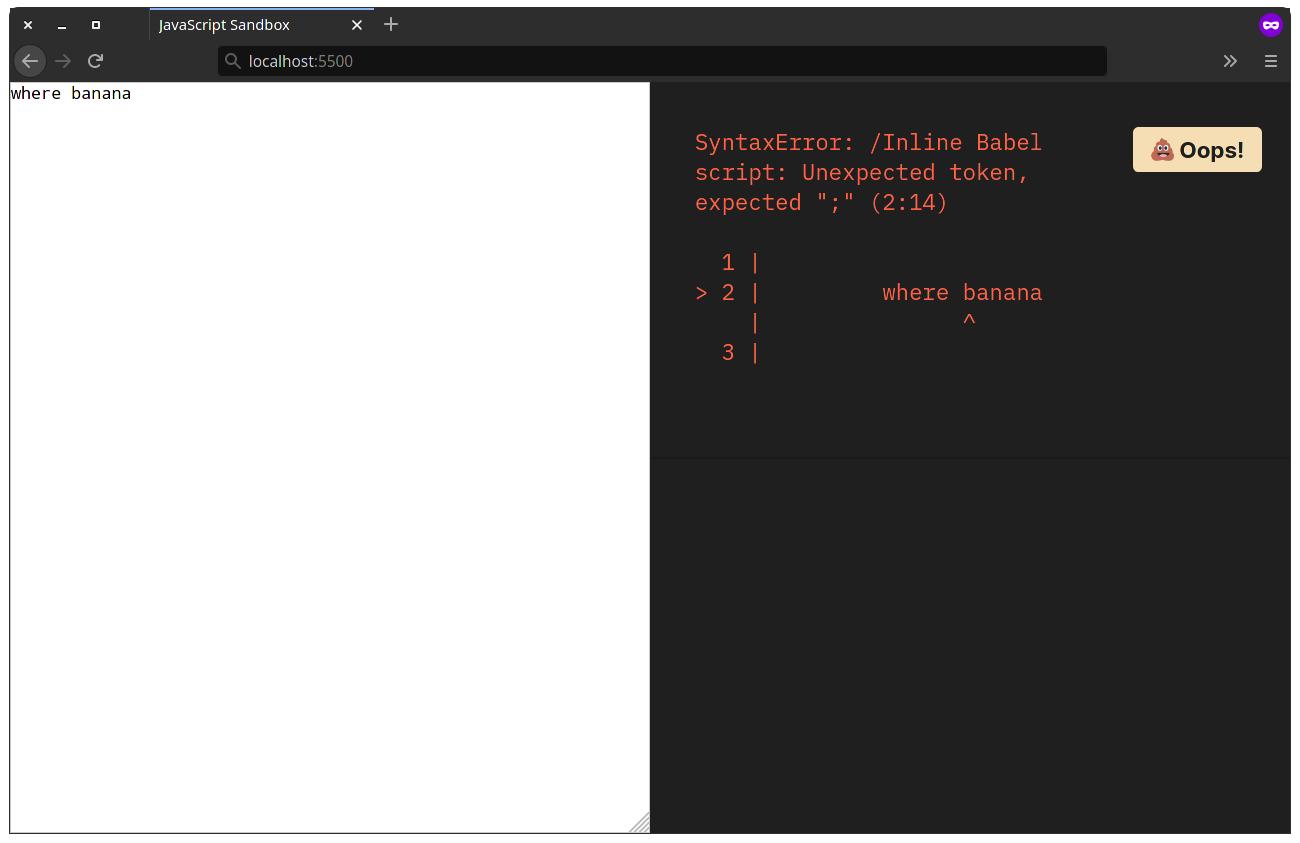 JavaScript Sandbox
localhost:5500
where banana
SyntaxError: /Inline Babel
script: Unexpected token,
expected ";" (2:14)
💩 Oops!
1 |
> 2 |         where banana
|               ^
3 |